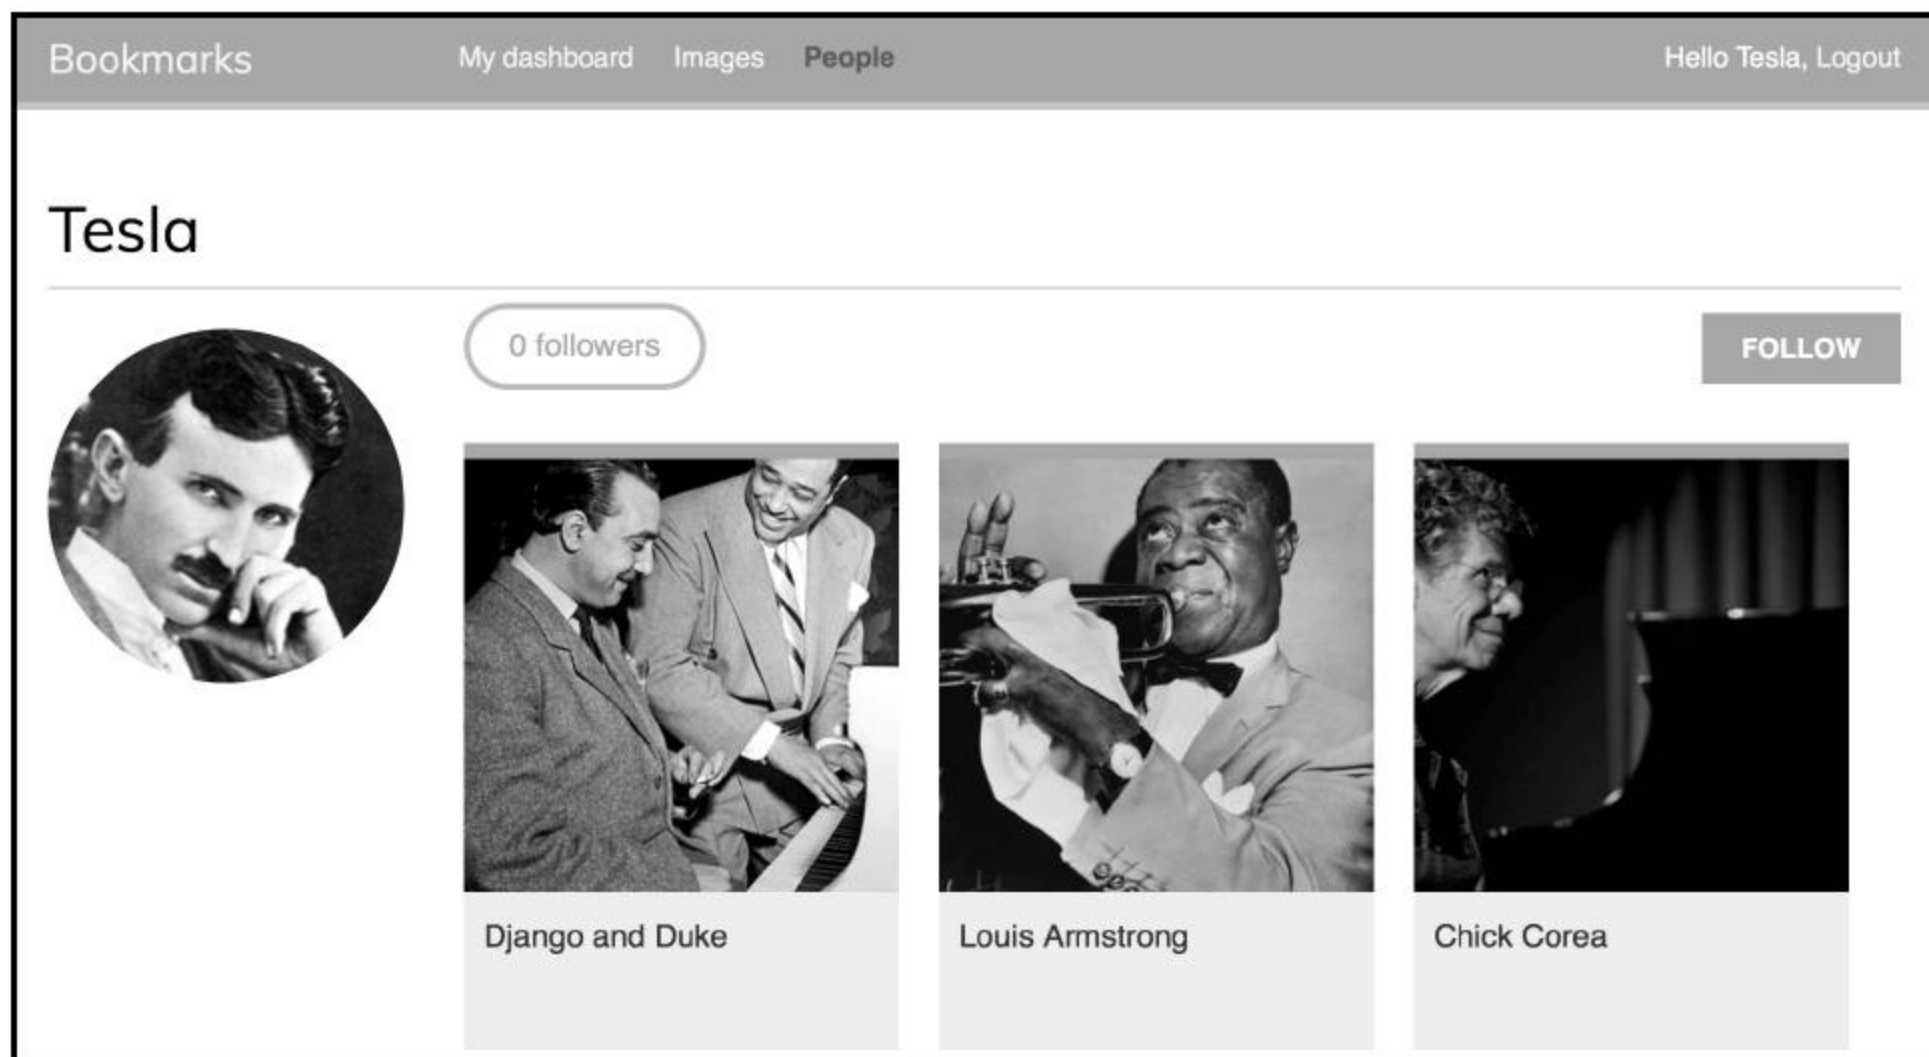 Bookmarks My dashboard Images People Hello Tesla, Logout
Tesla
0 followers FOLLOW
Django and Duke Louis Armstrong Chick Corea